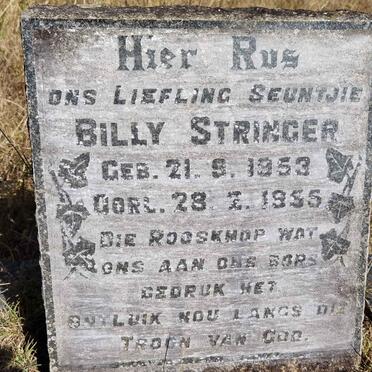 Hier Rus
ONS LIEFLING SEUNTJIE
BILLY STRINGER
GEB. 21. 9. 1953
OORL. 28. 7. 1955
DIE ROOSKNOP WAT
ONS AAN ONS BORS
GEDRUK HET
ONTLUIK NOU LANGS DIE
TROON VAN GOD.